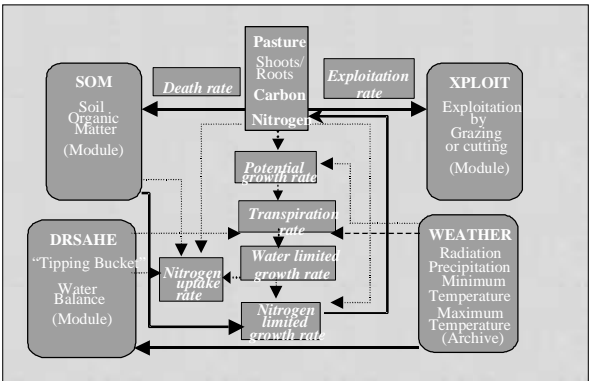 SOM
Soil
Organic
Matter
(Module)
Death rate
Pasture
Shoots/
Roots
Carbon
Nitrogen
Exploitation
rate
XPLOIT
Exploitation
by
Grazing
or cutting
(Module)
Potential
growth rate
Transpiration
rate
Water limited
growth rate
Nitrogen
uptake
rate
Nitrogen
limited
growth rate
DRSAHE
“Tipping Bucket”
Water
Balance
(Module)
WEATHER
Radiation
Precipitation
Minimum
Temperature
Maximum
Temperature
(Archive)